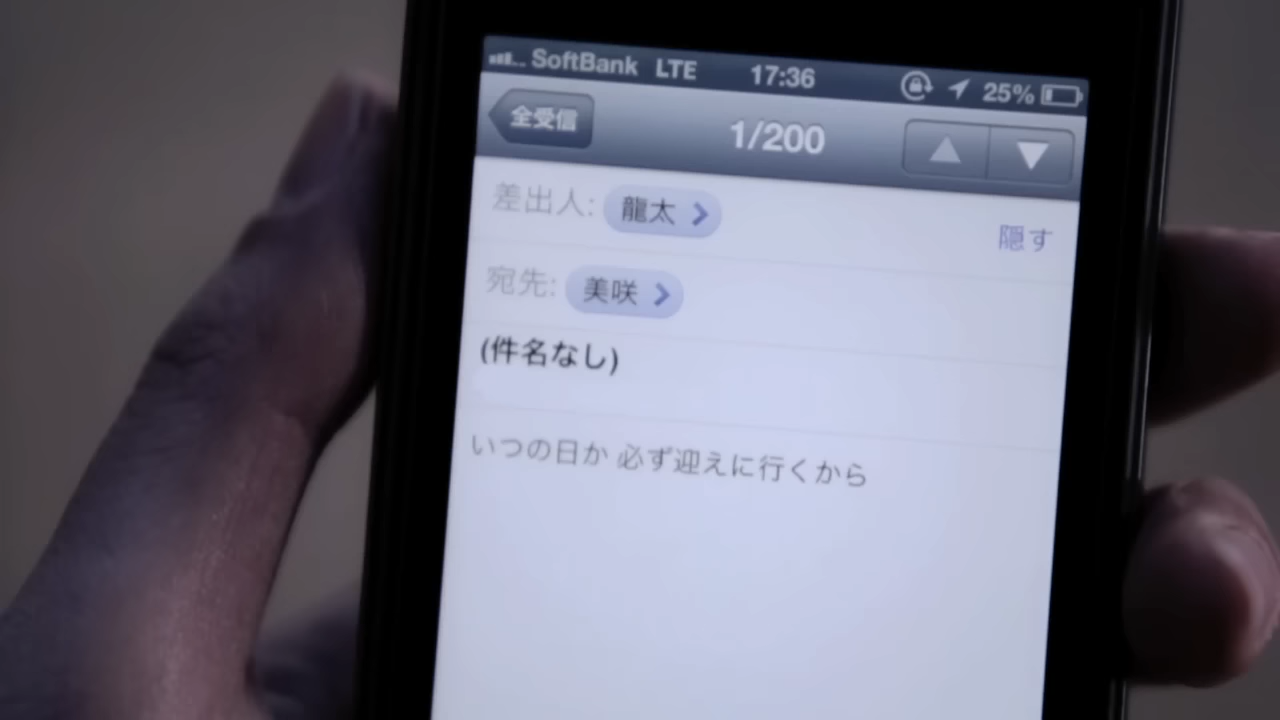 SoftBank LTE 17:36 25%
全受信 1/200
差出人: 龍太
隠す
宛先: 美咲
(件名なし)
いつの日か 必ず迎えに行くから